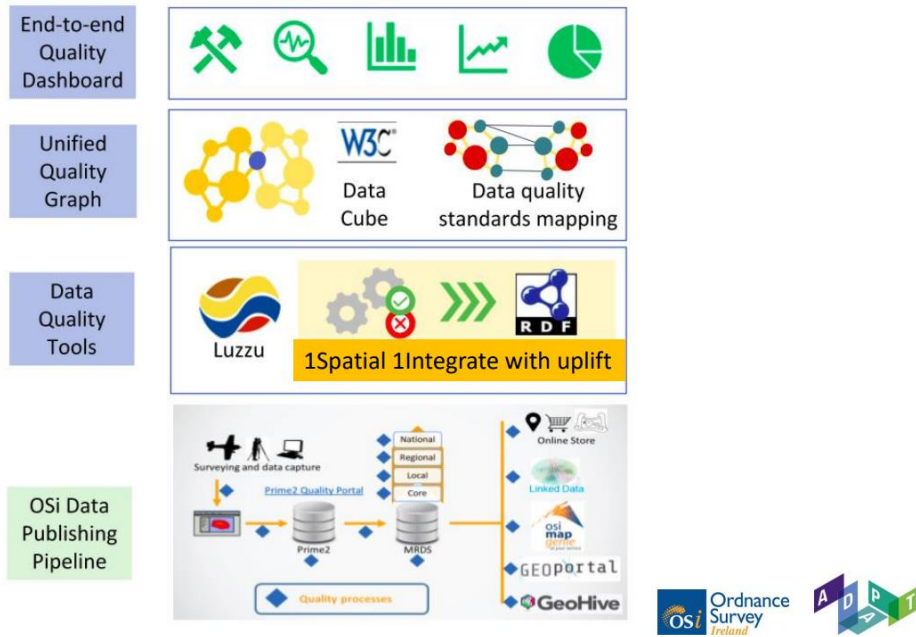 End-to-end
Quality
Dashboard
Unified
Quality
Graph
W3C®
Data
Cube
Data quality
standards mapping
Data
Quality
Tools
Luzzu
RDF
1Spatial 1Integrate with uplift
OSi Data
Publishing
Pipeline
Surveying and data capture
Prime2 Quality Portal
National
Regional
Local
Core
Prime2
MRDS
Quality processes
Online Store
Linked Data
osi
map
genie
GEOportal
GeoHive
OSi
Ordnance
Survey
Ireland
ADAPT